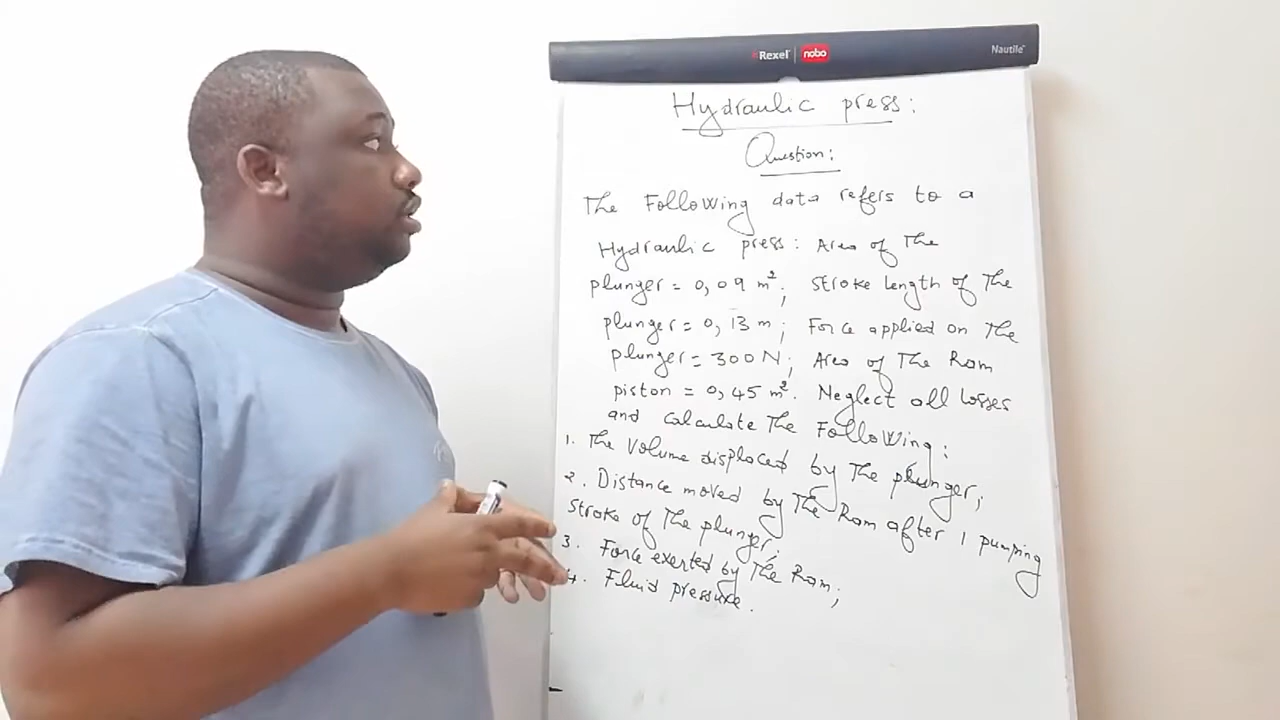 Rexel nobo Nautile
Hydraulic press:
Question:
The Following data refers to a
Hydraulic press: Area of The
plunger = 0,09 m²; stroke length of The
plunger = 0,13 m; Force applied on The
plunger = 300 N; Area of The Ram
piston = 0,45 m². Neglect all losses
and calculate The Following:
1. The Volume displaced by The plunger;
2. Distance moved by The Ram after 1 pumping
stroke of The plunger;
3. Force exerted by The Ram;
4. Fluid pressure.